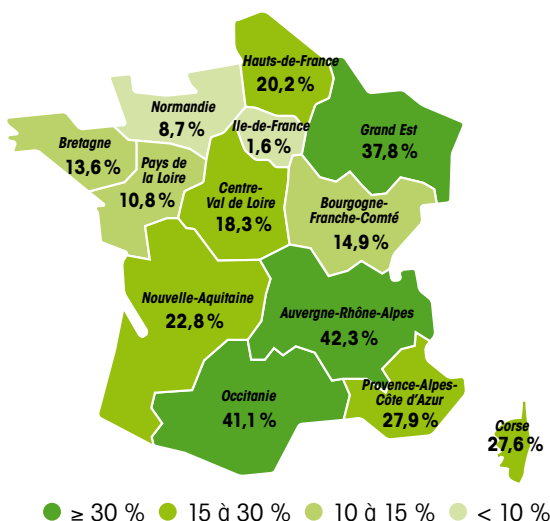 Hauts-de-France
20,2 %
Normandie
8,7 %
Ile-de-France
1,6 %
Grand Est
37,8 %
Bretagne
13,6 %
Pays de
la Loire
10,8 %
Centre-
Val de Loire
18,3 %
Bourgogne-
Franche-Comté
14,9 %
Nouvelle-Aquitaine
22,8 %
Auvergne-Rhône-Alpes
42,3 %
Occitanie
41,1 %
Provence-Alpes-
Côte d'Azur
27,9 %
Corse
27,6 %
≥ 30 % 15 à 30 % 10 à 15 % < 10 %